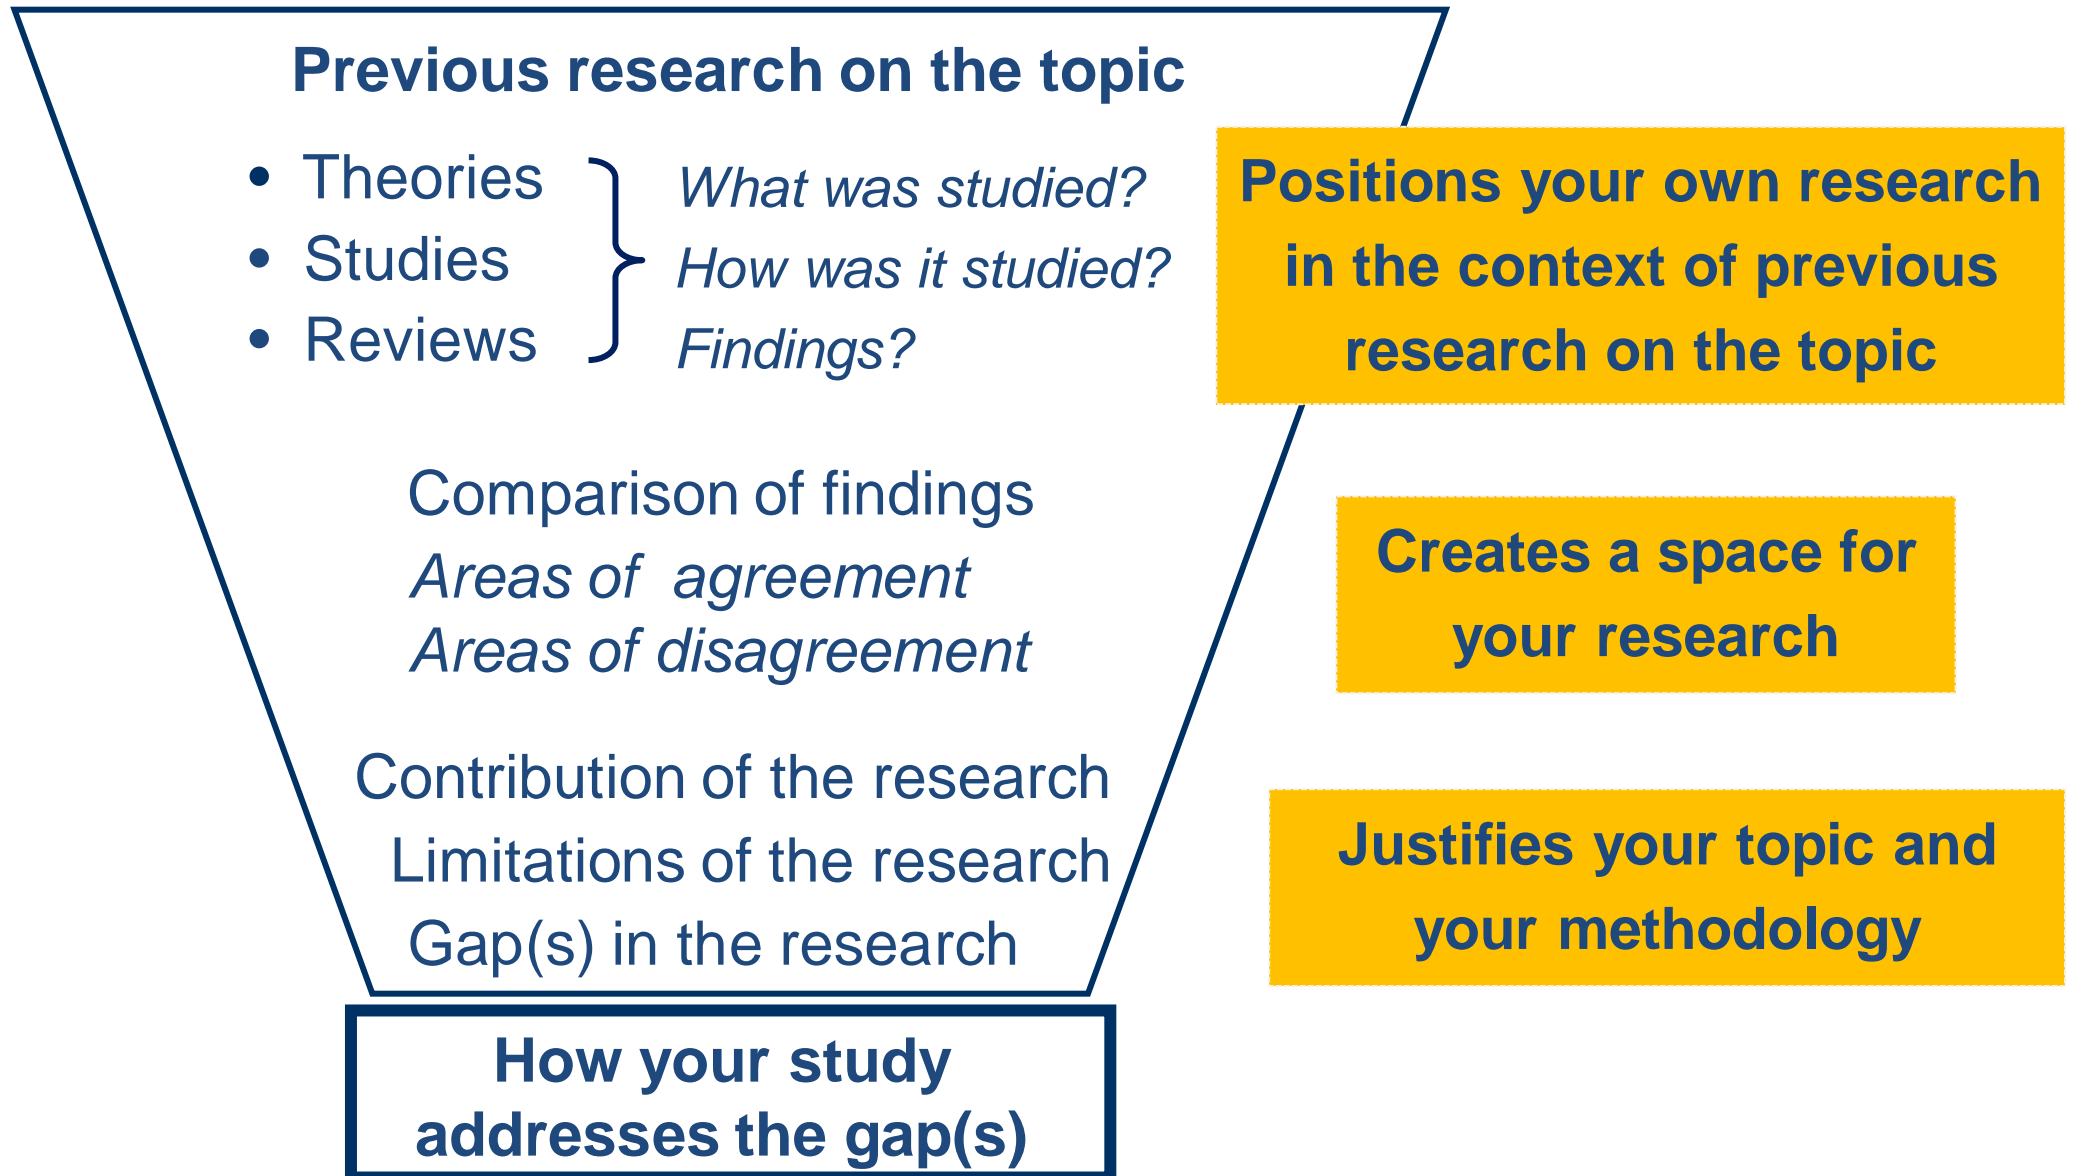 Previous research on the topic
• Theories
• Studies
• Reviews
What was studied?
How was it studied?
Findings?
Positions your own research
in the context of previous
research on the topic
Comparison of findings
Areas of  agreement
Areas of disagreement
Creates a space for
your research
Contribution of the research
Limitations of the research
Gap(s) in the research
Justifies your topic and
your methodology
How your study
addresses the gap(s)